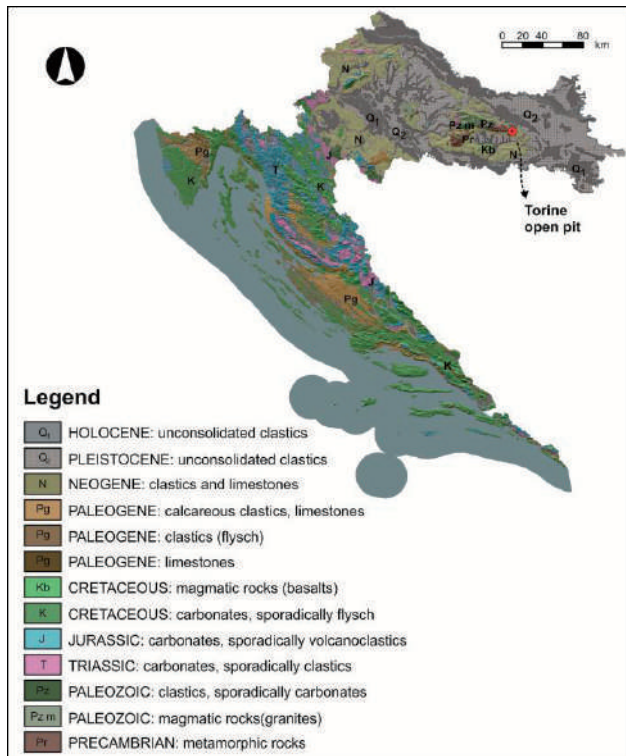 0 20 40 80
km
N
Q₁
Q₂
N
Pz m
Pz
Q₂
Pr
Kb
N
Q₁
Pg
K
T
J
K
Torine
open pit
J
Pg
K
Legend
Q₁ HOLOCENE: unconsolidated clastics
Q₂ PLEISTOCENE: unconsolidated clastics
N NEOGENE: clastics and limestones
Pg PALEOGENE: calcareous clastics, limestones
Pg PALEOGENE: clastics (flysch)
Pg PALEOGENE: limestones
Kb CRETACEOUS: magmatic rocks (basalts)
K CRETACEOUS: carbonates, sporadically flysch
J JURASSIC: carbonates, sporadically volcanoclastics
T TRIASSIC: carbonates, sporadically clastics
Pz PALEOZOIC: clastics, sporadically carbonates
Pz m PALEOZOIC: magmatic rocks(granites)
Pr PRECAMBRIAN: metamorphic rocks